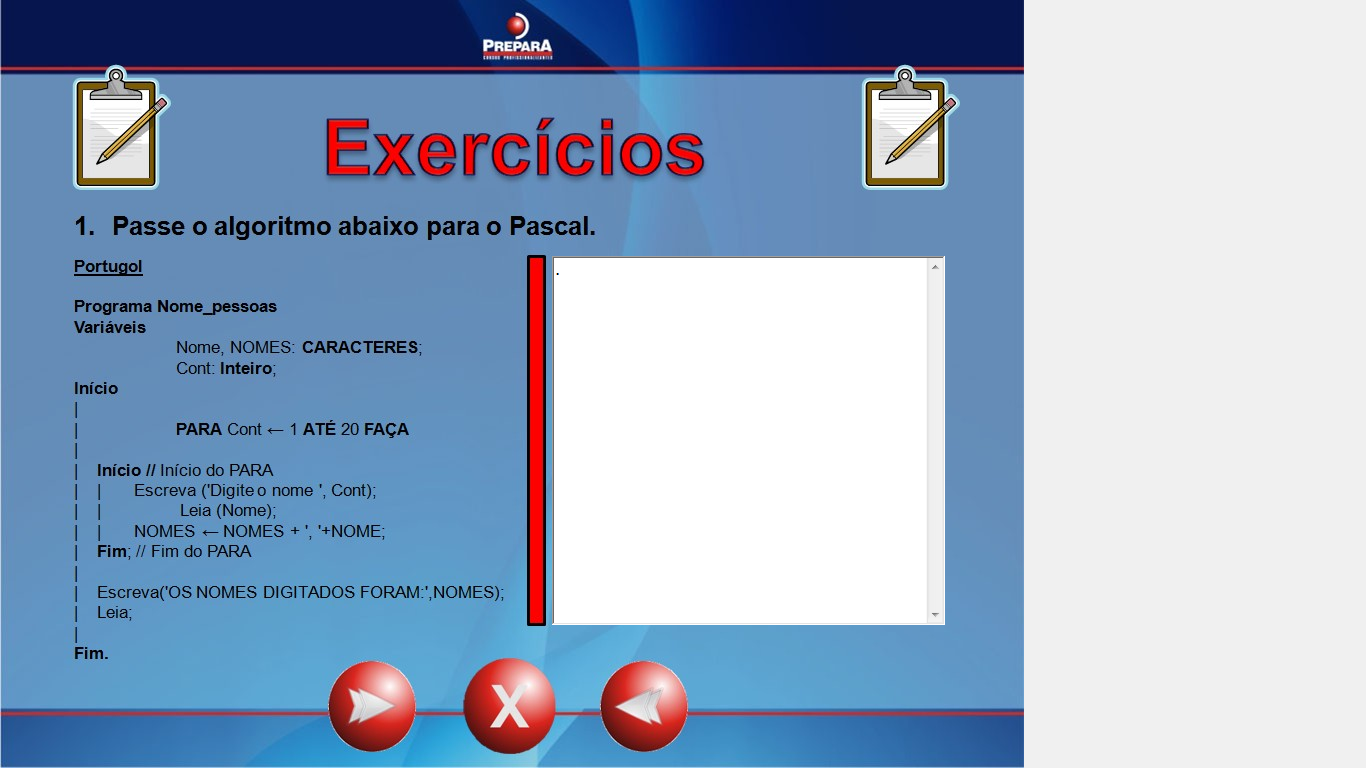 PREPARA
CURSOS PROFISSIONALIZANTES
Exercícios
1. Passe o algoritmo abaixo para o Pascal.
Portugol
Programa Nome_pessoas
Variáveis
Nome, NOMES: CARACTERES;
Cont: Inteiro;
Início
|
| PARA Cont ← 1 ATÉ 20 FAÇA
|
| Início // Início do PARA
| | Escreva ('Digite o nome ', Cont);
| | Leia (Nome);
| | NOMES ← NOMES + ', '+NOME;
| Fim; // Fim do PARA
|
| Escreva('OS NOMES DIGITADOS FORAM:',NOMES);
| Leia;
|
Fim.
.
X